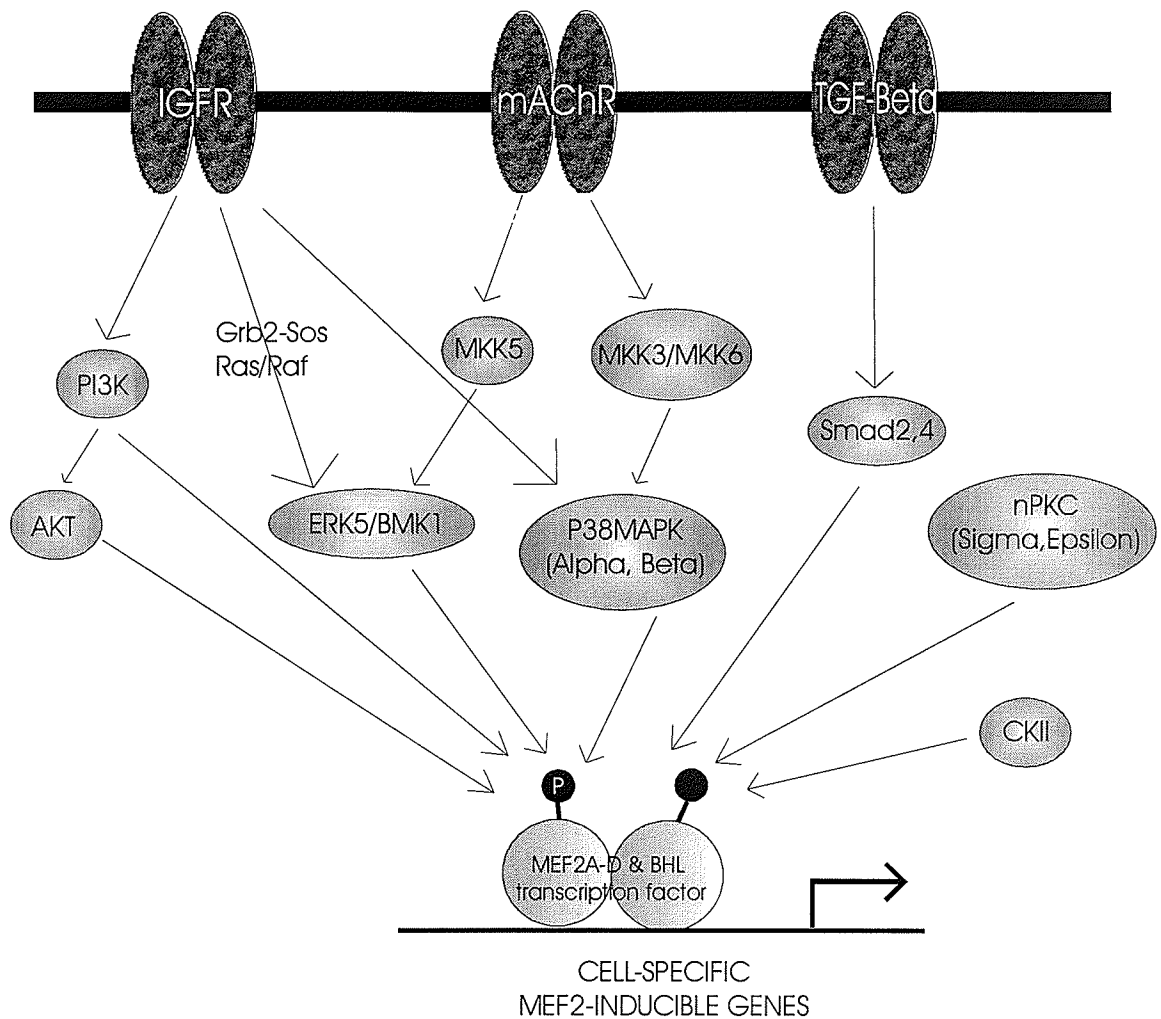 IGFR
mAChR
TGF-Beta
Grb2-Sos
Ras/Raf
MKK5
MKK3/MKK6
PI3K
Smad2,4
AKT
ERK5/BMK1
P38MAPK
(Alpha, Beta)
nPKC
(Sigma,Epsilon)
CKII
P
MEF2A-D & BHL
transcription factor
CELL-SPECIFIC
MEF2-INDUCIBLE GENES